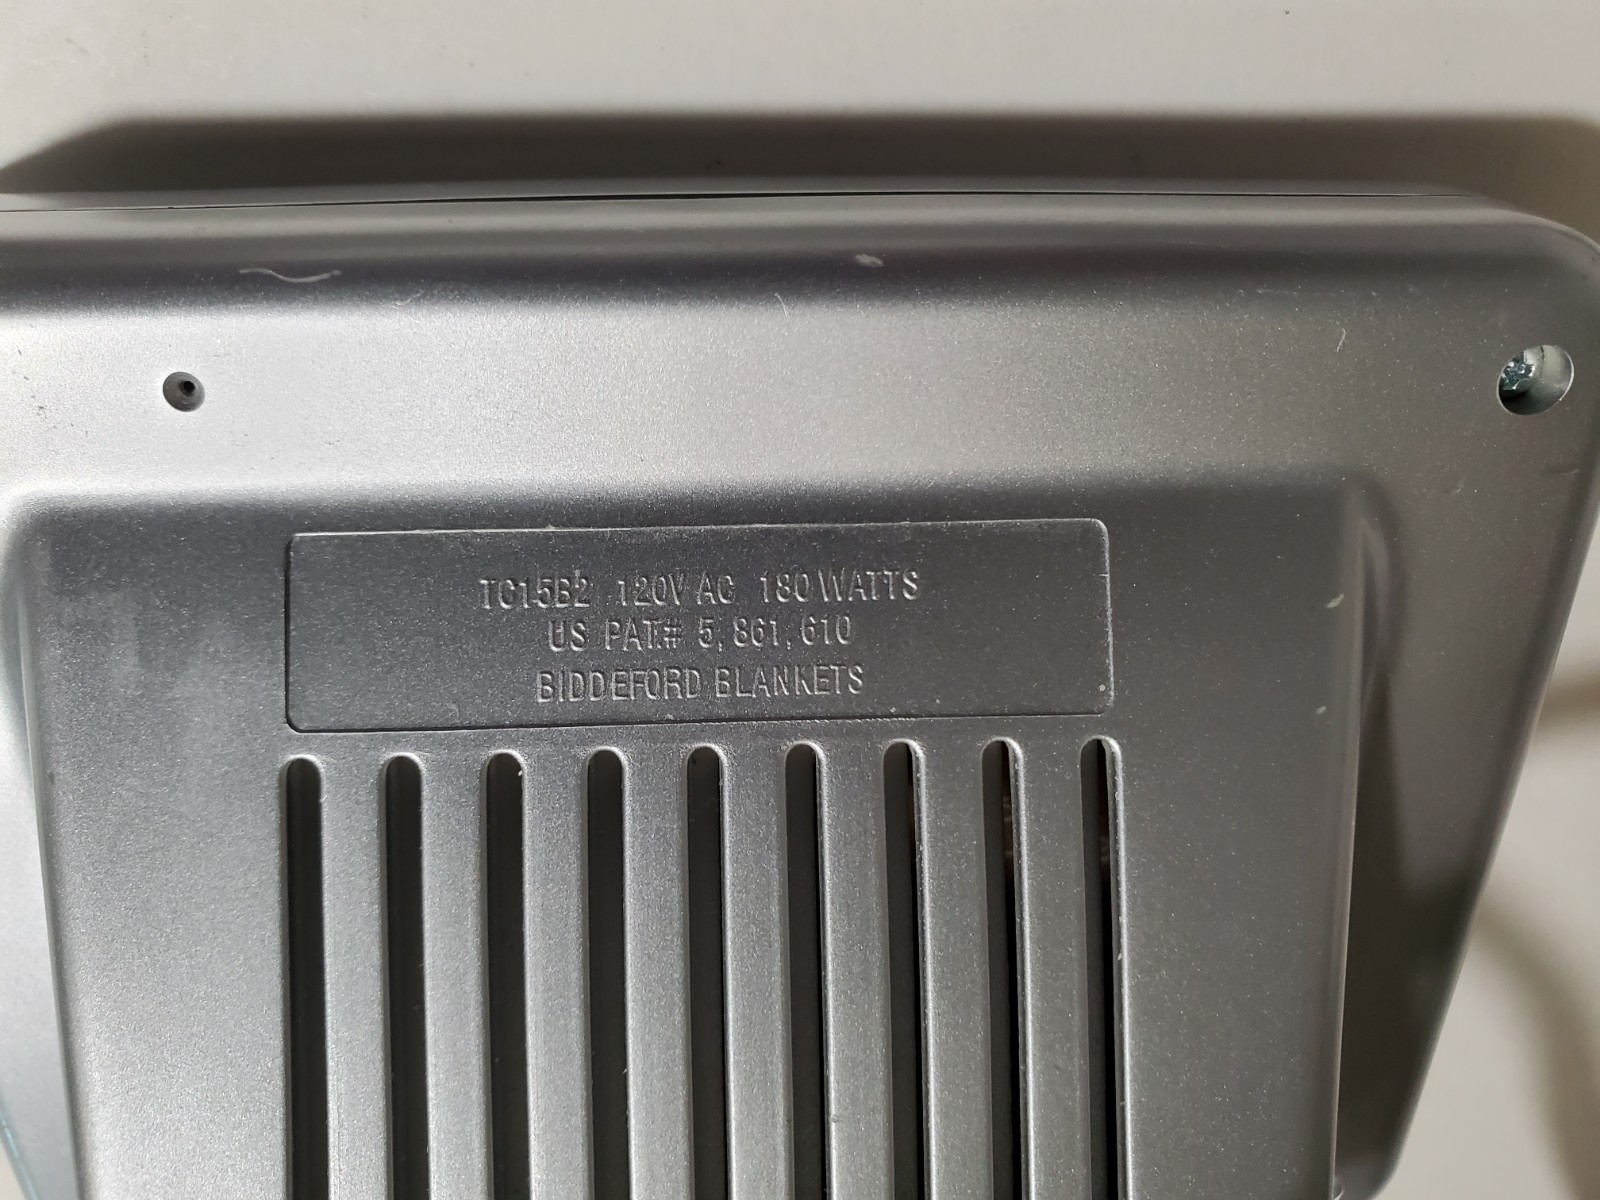 TC15B2 120V AC 180 WATTS
US PAT.# 5,861,610
BIDDEFORD BLANKETS